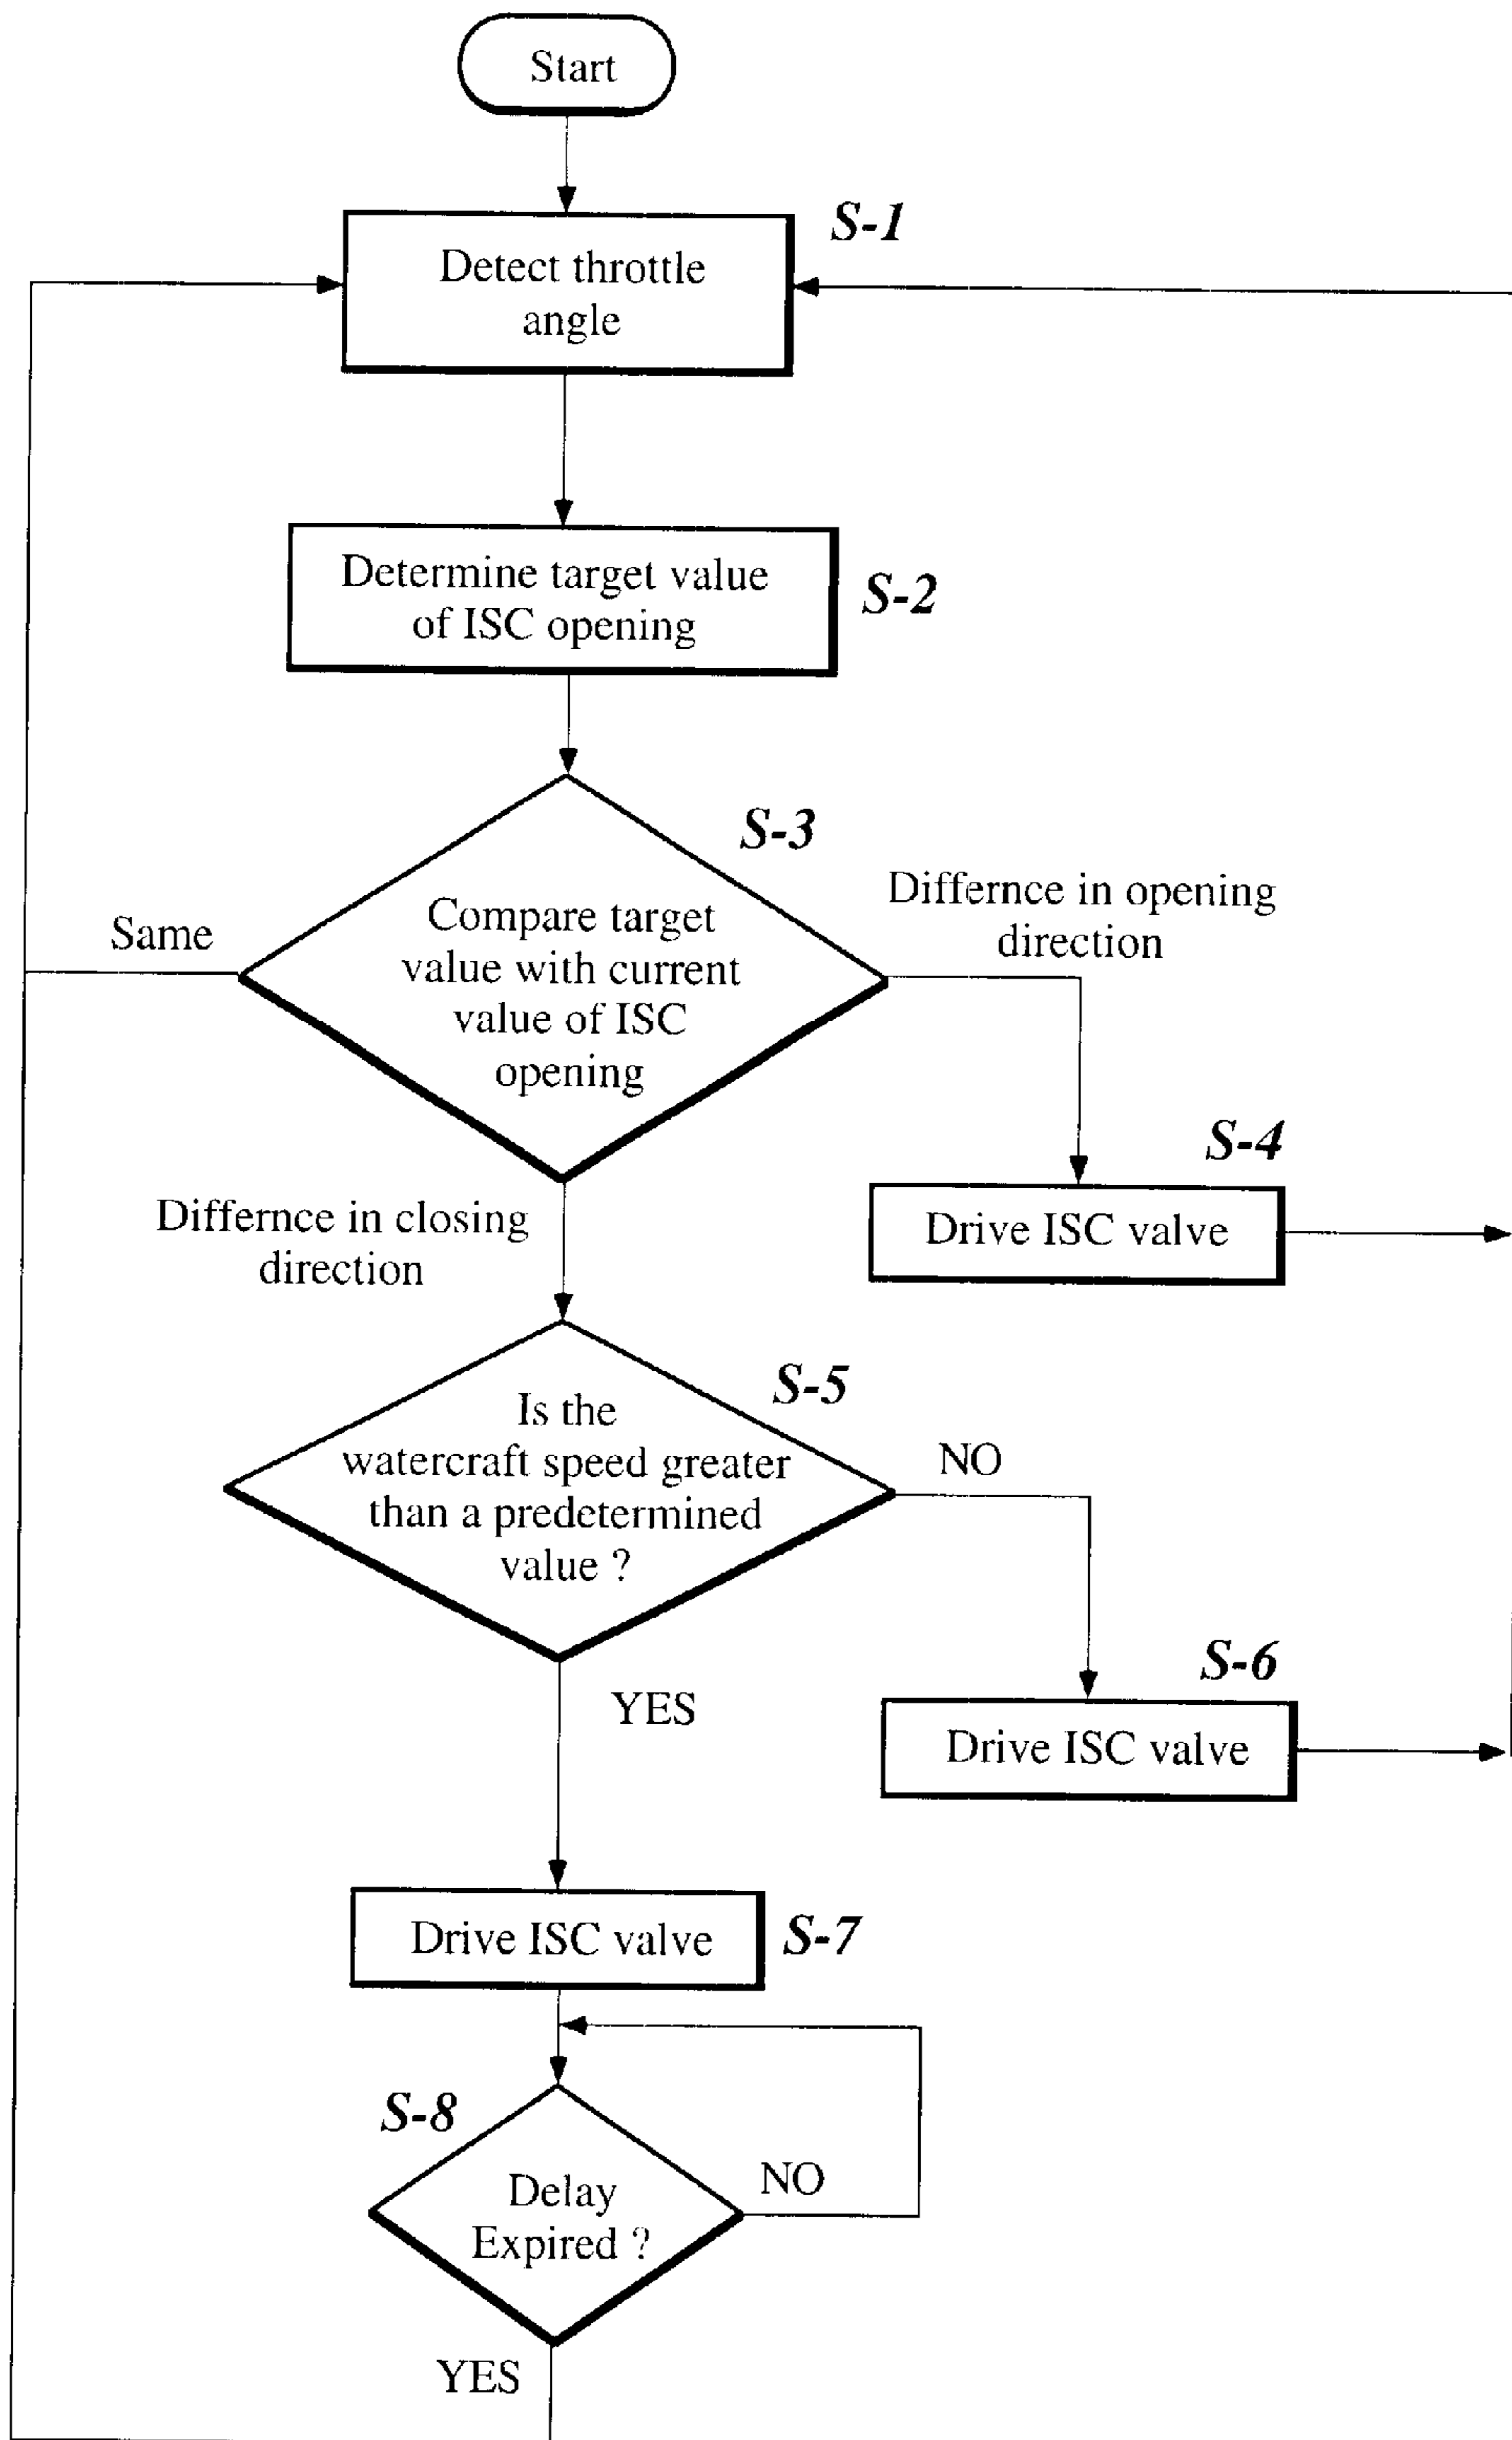 Start
S-1
Detect throttle
angle
Determine target value
of ISC opening
S-2
S-3
Compare target
value with current
value of ISC
opening
Same
Differnce in opening
direction
S-4
Drive ISC valve
Differnce in closing
direction
S-5
Is the
watercraft speed greater
than a predetermined
value ?
NO
S-6
Drive ISC valve
YES
Drive ISC valve
S-7
S-8
Delay
Expired ?
NO
YES